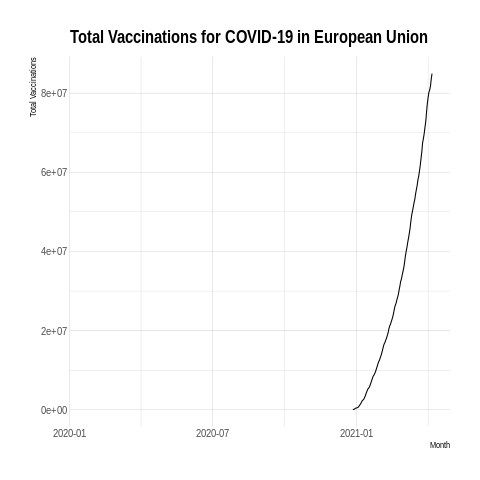 Total Vaccinations for COVID-19 in European Union
Total Vaccinations
8e+07
6e+07
4e+07
2e+07
0e+00
2020-01 2020-07 2021-01
Month